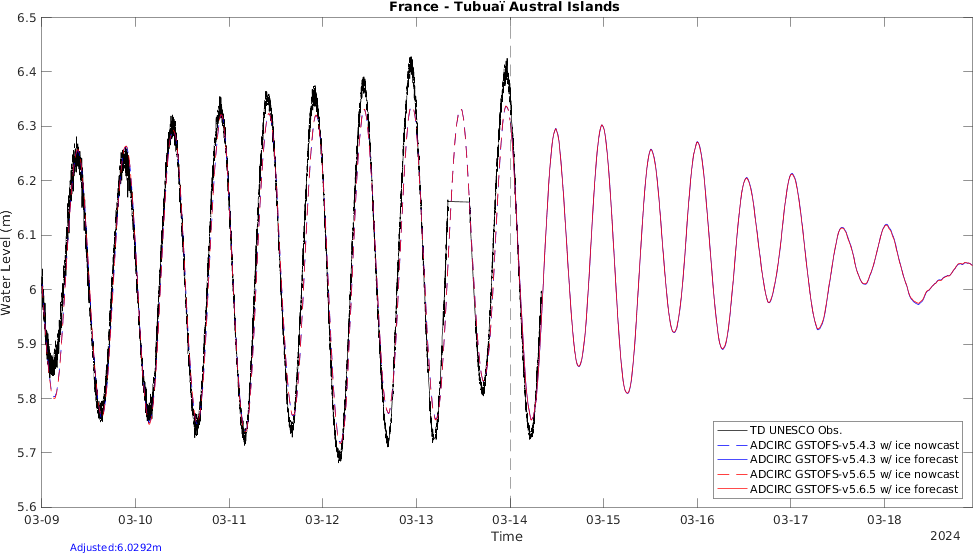 France - Tubuaï Austral Islands
6.5
6.4
6.3
6.2
6.1
6
5.9
5.8
5.7
5.6
Water Level (m)
03-09
03-10
03-11
03-12
03-13
03-14
03-15
03-16
03-17
03-18
Time
2024
TD UNESCO Obs.
ADCIRC GSTOFS-v5.4.3 w/ ice nowcast
ADCIRC GSTOFS-v5.4.3 w/ ice forecast
ADCIRC GSTOFS-v5.6.5 w/ ice nowcast
ADCIRC GSTOFS-v5.6.5 w/ ice forecast
Adjusted:6.0292m